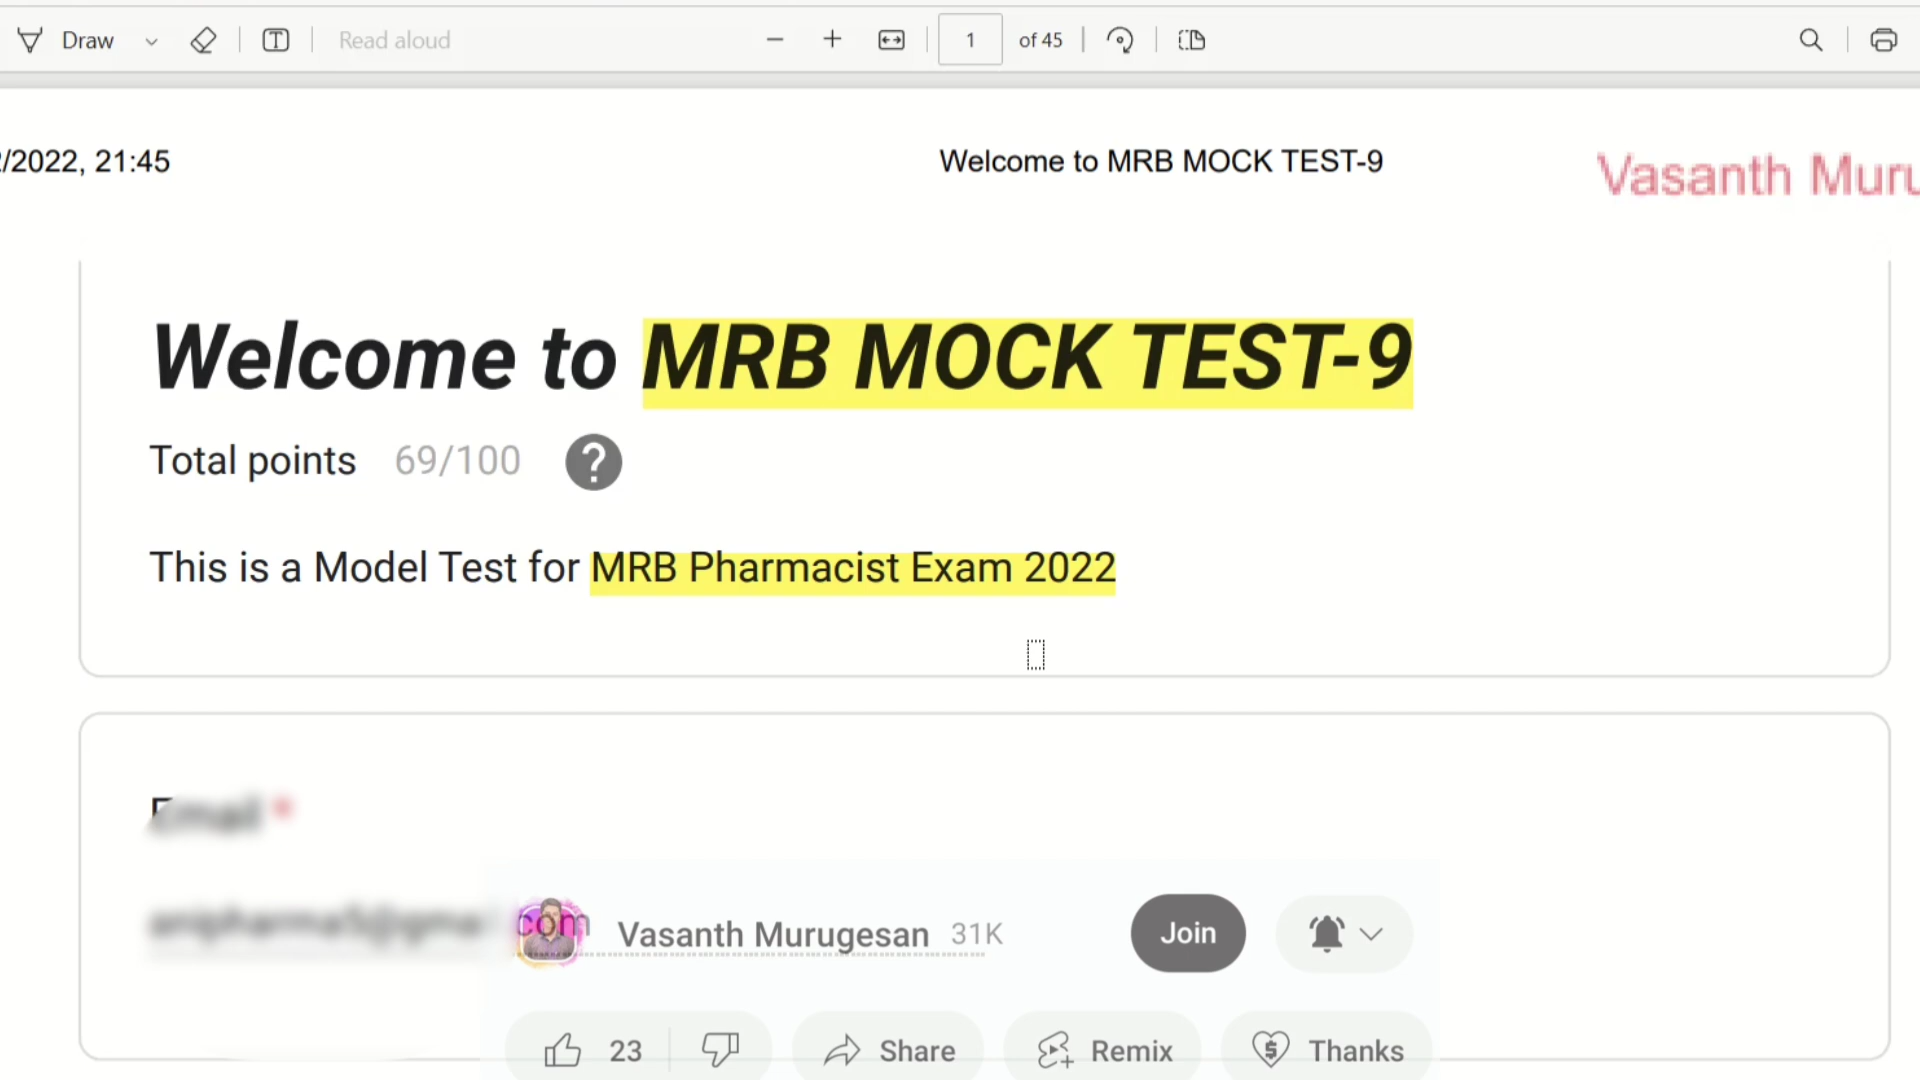 Draw Read aloud 1 of 45
/2022, 21:45 Welcome to MRB MOCK TEST-9 Vasanth Muru
Welcome to MRB MOCK TEST-9
Total points 69/100 ?
This is a Model Test for MRB Pharmacist Exam 2022
Email *
com
Vasanth Murugesan 31K Join
23 Share Remix Thanks